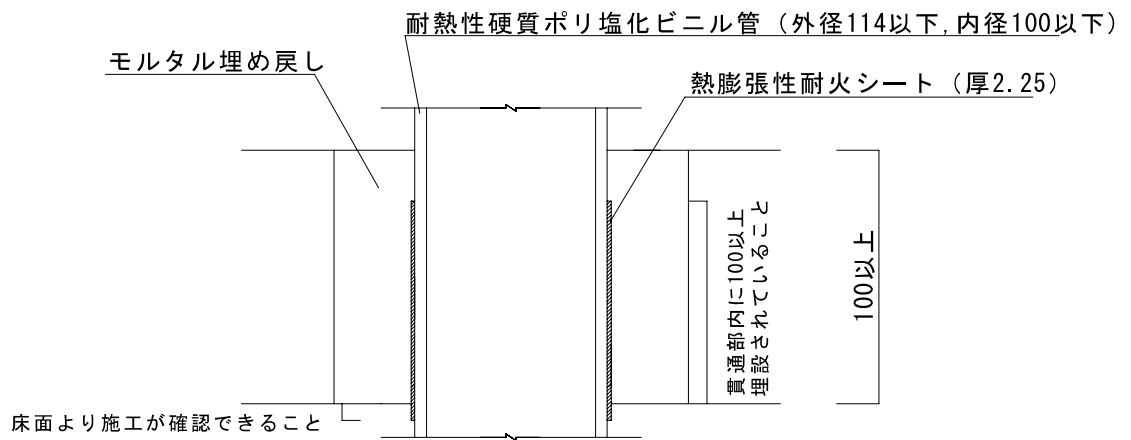 耐熱性硬質ポリ塩化ビニル管（外径114以下,内径100以下）
モルタル埋め戻し
熱膨張性耐火シート（厚2.25）
貫通部内に100以上
埋設されていること
100以上
床面より施工が確認できること